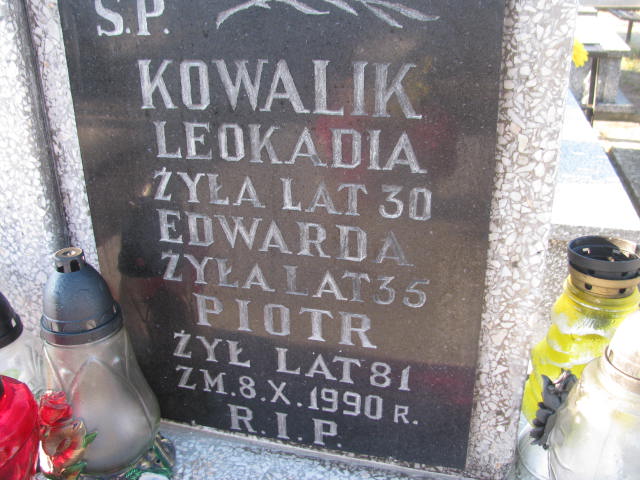 Ś.P.
KOWALIK
LEOKADIA
ŻYŁA LAT 30
EDWARDA
ŻYŁA LAT 35
PIOTR
ŻYŁ LAT 81
ZM. 8. X. 1990 R.
R.I.P.